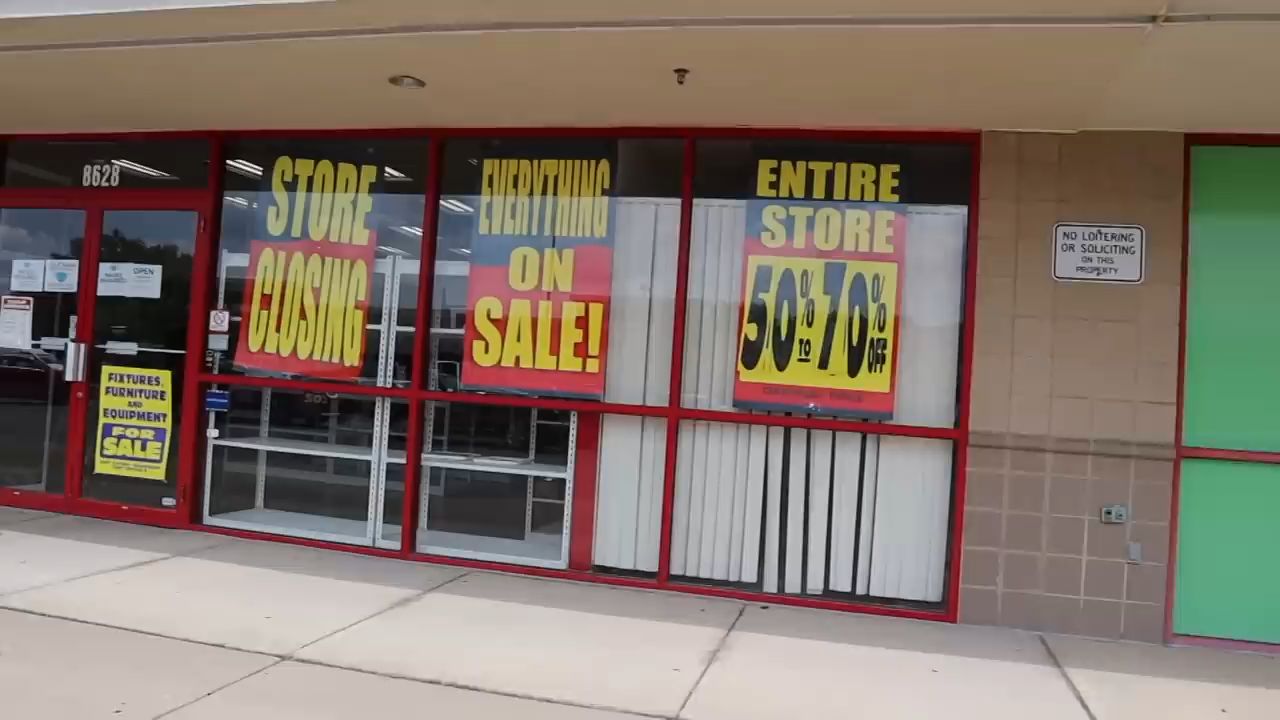 8628
STORE
CLOSING
EVERYTHING
ON
SALE!
ENTIRE
STORE
50% TO 70% OFF
NO LOITERING
OR SOLICITING
ON THIS
PROPERTY
OPEN
FIXTURES,
FURNITURE
AND
EQUIPMENT
FOR
SALE